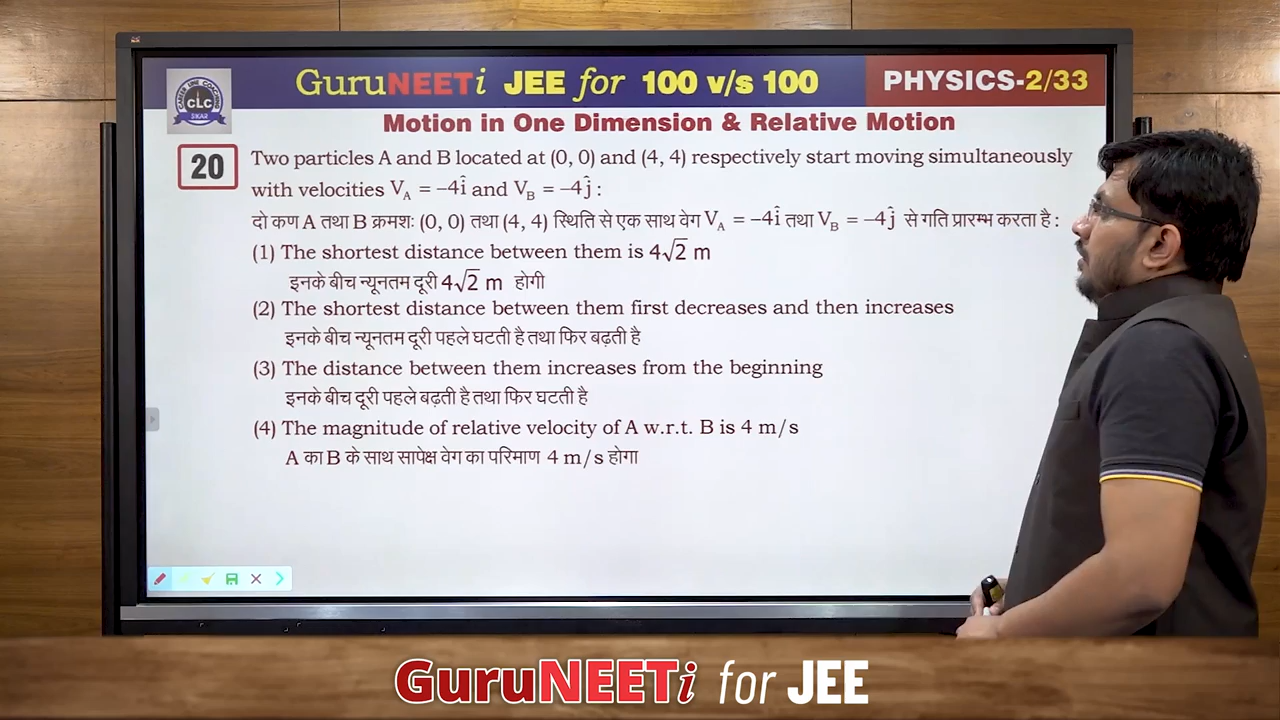 GuruNEETi JEE for 100 v/s 100
PHYSICS-2/33
CLC
SIKAR
Motion in One Dimension & Relative Motion
20
Two particles A and B located at (0, 0) and (4, 4) respectively start moving simultaneously
with velocities V_A = −4î and V_B = −4ĵ :
दो कण A तथा B क्रमशः (0, 0) तथा (4, 4) स्थिति से एक साथ वेग V_A = −4î तथा V_B = −4ĵ से गति प्रारम्भ करता है :
(1) The shortest distance between them is 4√2 m
इनके बीच न्यूनतम दूरी 4√2 m होगी
(2) The shortest distance between them first decreases and then increases
इनके बीच न्यूनतम दूरी पहले घटती है तथा फिर बढ़ती है
(3) The distance between them increases from the beginning
इनके बीच दूरी पहले बढ़ती है तथा फिर घटती है
(4) The magnitude of relative velocity of A w.r.t. B is 4 m/s
A का B के साथ सापेक्ष वेग का परिमाण 4 m/s होगा
GuruNEETi for JEE